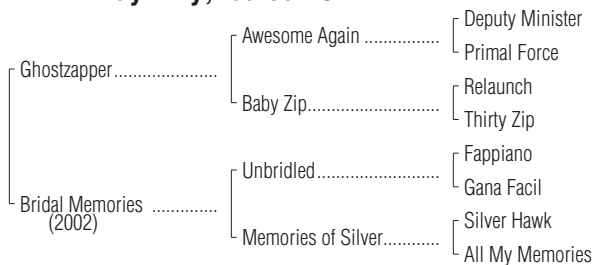 Awesome Again ................
Deputy Minister
Primal Force
Ghostzapper......................
Baby Zip............................
Relaunch
Thirty Zip
Bridal Memories ..............
(2002)
Unbridled..........................
Fappiano
Gana Facil
Memories of Silver............
Silver Hawk
All My Memories